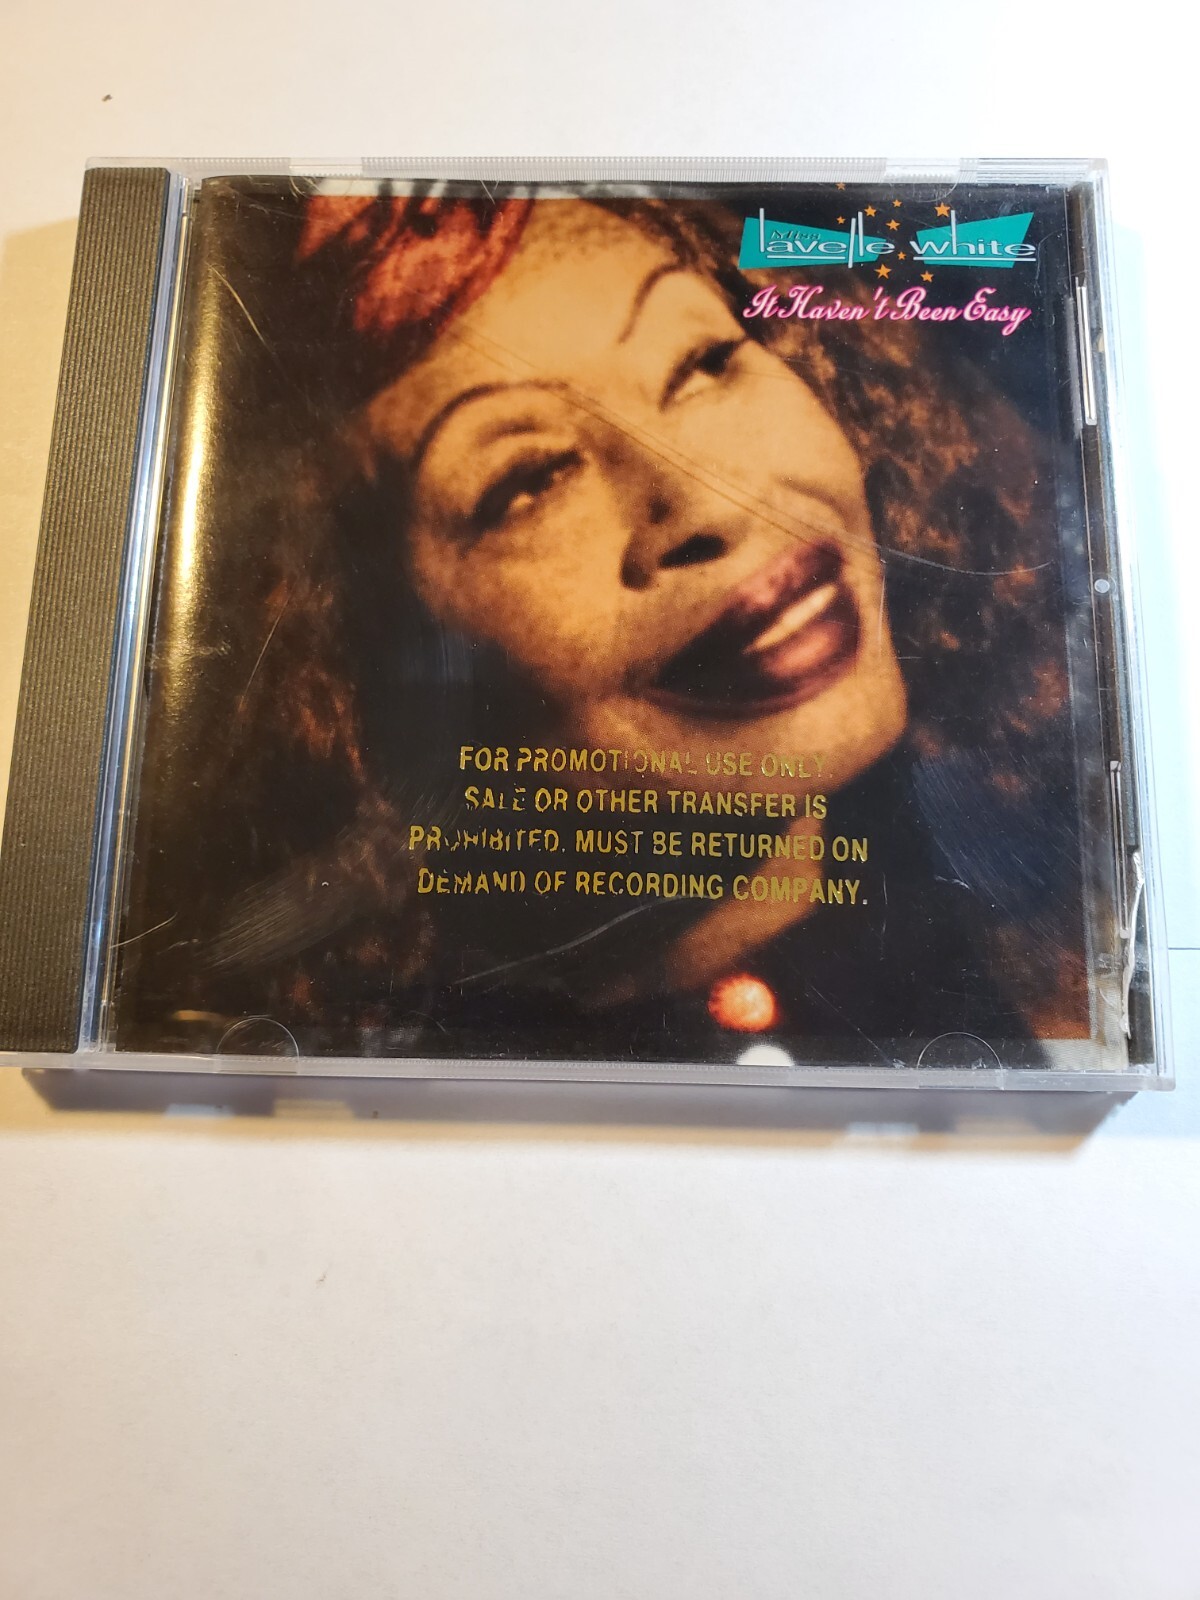 Miss
lavelle white
It Haven't Been Easy
FOR PROMOTIONAL USE ONLY.
SALE OR OTHER TRANSFER IS
PROHIBITED. MUST BE RETURNED ON
DEMAND OF RECORDING COMPANY.